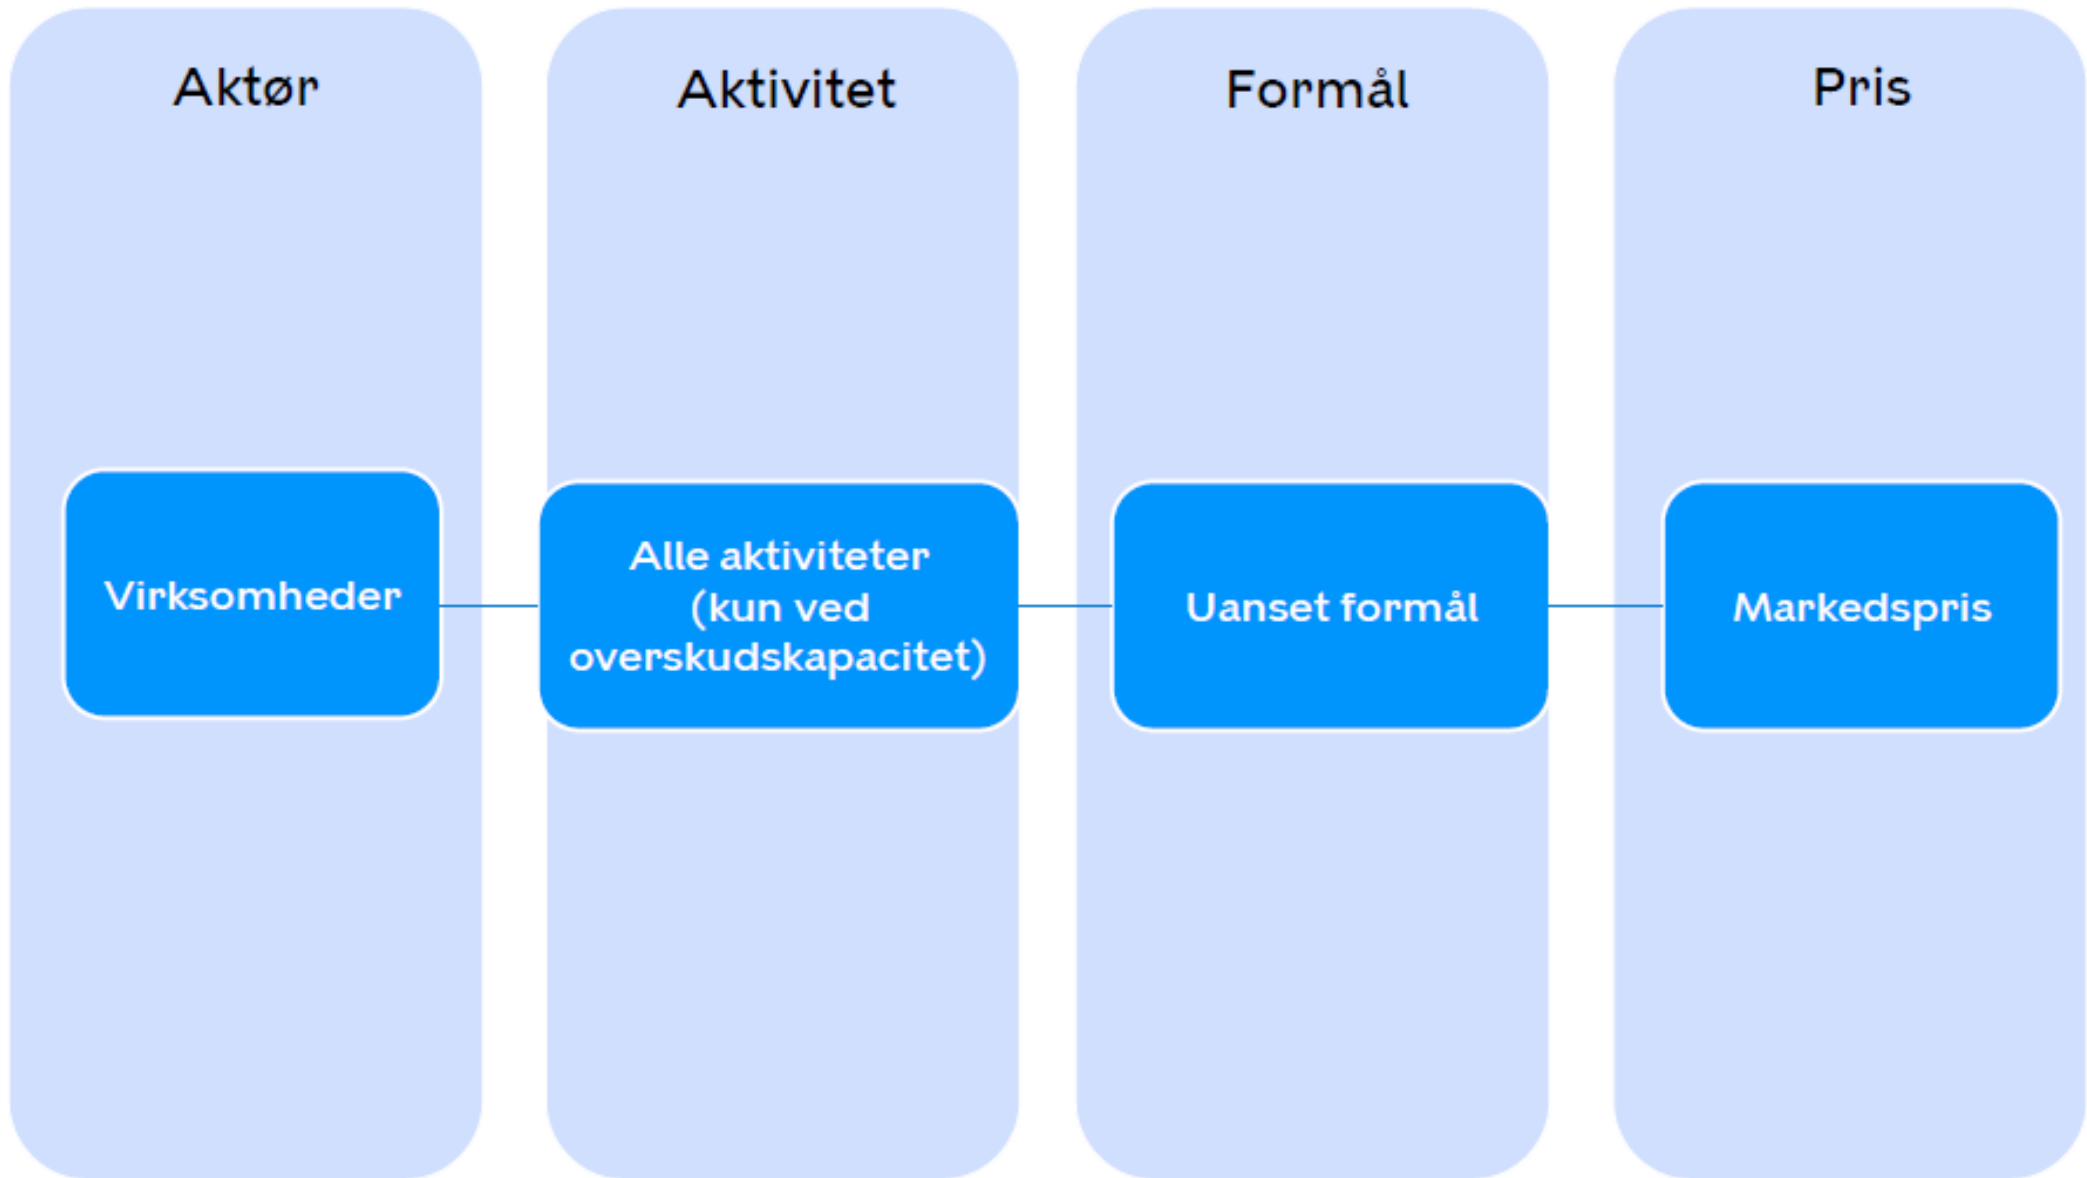 Aktør
Aktivitet
Formål
Pris
Virksomheder
Alle aktiviteter
(kun ved
overskudskapacitet)
Uanset formål
Markedspris